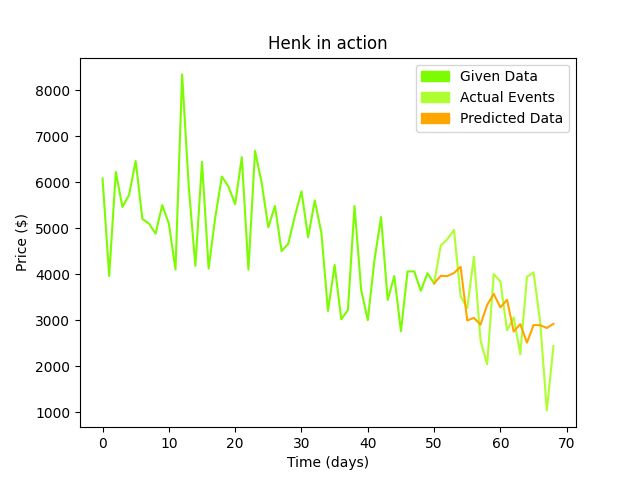 Henk in action
Given Data
Actual Events
Predicted Data
Price ($)
8000
7000
6000
5000
4000
3000
2000
1000
0 10 20 30 40 50 60 70
Time (days)